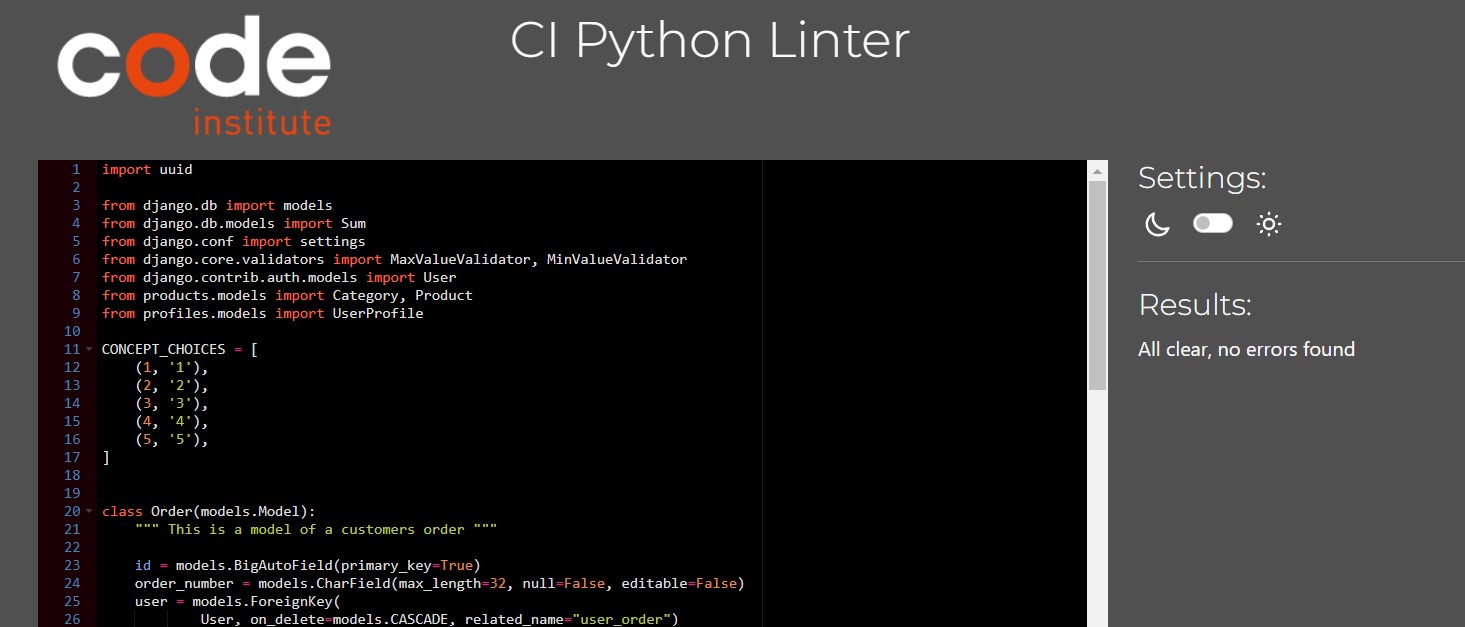 code
institute
CI Python Linter
1 import uuid
2
3 from django.db import models
4 from django.db.models import Sum
5 from django.conf import settings
6 from django.core.validators import MaxValueValidator, MinValueValidator
7 from django.contrib.auth.models import User
8 from products.models import Category, Product
9 from profiles.models import UserProfile
10
11 CONCEPT_CHOICES = [
12     (1, '1'),
13     (2, '2'),
14     (3, '3'),
15     (4, '4'),
16     (5, '5'),
17 ]
18
19
20 class Order(models.Model):
21     """ This is a model of a customers order """
22
23     id = models.BigAutoField(primary_key=True)
24     order_number = models.CharField(max_length=32, null=False, editable=False)
25     user = models.ForeignKey(
26             User, on_delete=models.CASCADE, related_name="user_order")
Settings:
Results:
All clear, no errors found